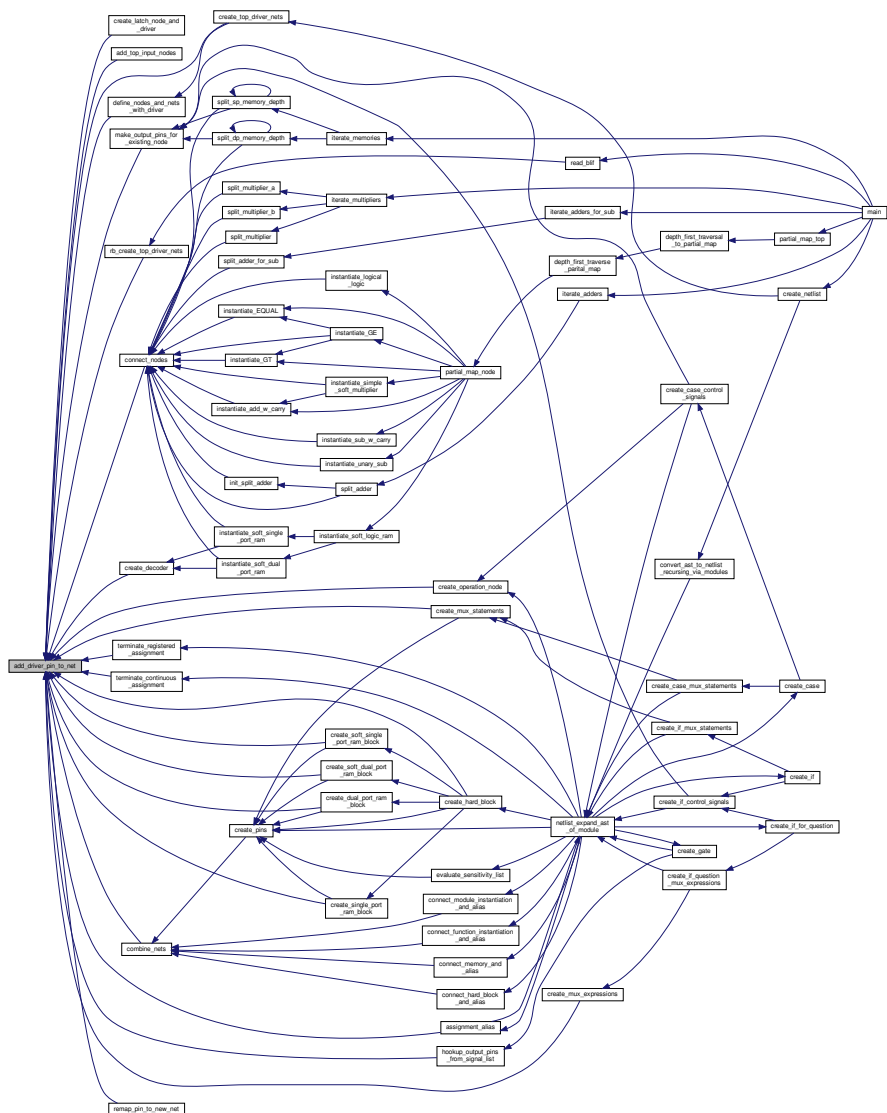 create_top_driver_nets
create_latch_node_and
_driver
add_top_input_nodes
define_nodes_and_nets
_with_driver
split_sp_memory_depth
make_output_pins_for
_existing_node
split_dp_memory_depth
iterate_memories
read_blif
split_multiplier_a
iterate_multipliers
split_multiplier_b
iterate_adders_for_sub
main
split_multiplier
depth_first_traversal
_to_partial_map
partial_map_top
rb_create_top_driver_nets
split_adder_for_sub
depth_first_traverse
_parital_map
instantiate_logical
_logic
iterate_adders
create_netlist
instantiate_EQUAL
instantiate_GE
connect_nodes
instantiate_GT
partial_map_node
instantiate_simple
_soft_multiplier
create_case_control
_signals
instantiate_add_w_carry
instantiate_sub_w_carry
instantiate_unary_sub
init_split_adder
split_adder
instantiate_soft_single
_port_ram
instantiate_soft_logic_ram
create_decoder
instantiate_soft_dual
_port_ram
convert_ast_to_netlist
_recursing_via_modules
create_operation_node
create_mux_statements
terminate_registered
_assignment
add_driver_pin_to_net
terminate_continuous
_assignment
create_case_mux_statements
create_case
create_if_mux_statements
create_soft_single
_port_ram_block
create_soft_dual_port
_ram_block
create_if
create_dual_port_ram
_block
create_hard_block
create_if_control_signals
create_pins
netlist_expand_ast
_of_module
create_if_for_question
create_gate
evaluate_sensitivity_list
create_if_question
_mux_expressions
create_single_port
_ram_block
connect_module_instantiation
_and_alias
connect_function_instantiation
_and_alias
combine_nets
connect_memory_and
_alias
connect_hard_block
_and_alias
create_mux_expressions
assignment_alias
hookup_output_pins
_from_signal_list
remap_pin_to_new_net